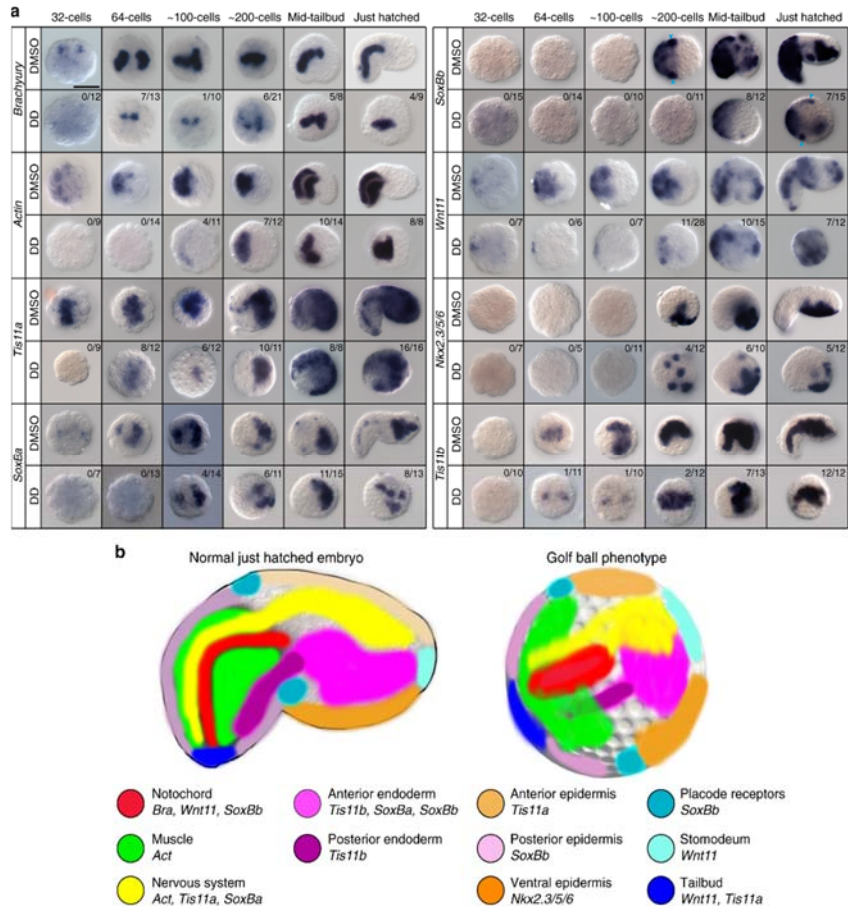 a
32-cells 64-cells ~100-cells ~200-cells Mid-tailbud Just hatched
Brachyury
DMSO
DD
0/12 7/13 1/10 6/21 5/8 4/9
Actin
DMSO
DD
0/9 0/14 4/11 7/12 10/14 8/8
Tis11a
DMSO
DD
0/9 8/12 6/12 10/11 8/8 16/16
SoxBa
DMSO
DD
0/7 0/13 4/14 6/11 11/15 8/13
32-cells 64-cells ~100-cells ~200-cells Mid-tailbud Just hatched
SoxBb
DMSO
DD
0/15 0/14 0/10 0/11 8/12 7/15
Wnt11
DMSO
DD
0/7 0/6 0/7 11/28 10/15 7/12
Nkx2.3/5/6
DMSO
DD
0/7 0/5 0/11 4/12 6/10 5/12
Tis11b
DMSO
DD
0/10 1/11 1/10 2/12 7/13 12/12
b
Normal just hatched embryo
Golf ball phenotype
Notochord
Bra, Wnt11, SoxBb
Muscle
Act
Nervous system
Act, Tis11a, SoxBa
Anterior endoderm
Tis11b, SoxBa, SoxBb
Posterior endoderm
Tis11b
Anterior epidermis
Tis11a
Posterior epidermis
SoxBb
Ventral epidermis
Nkx2.3/5/6
Placode receptors
SoxBb
Stomodeum
Wnt11
Tailbud
Wnt11, Tis11a